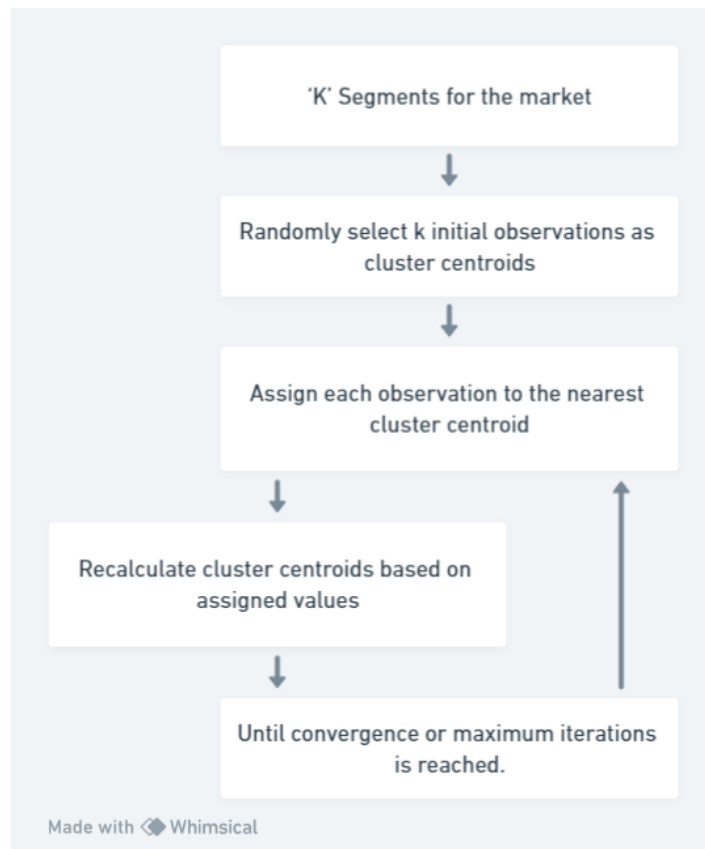 ‘K’ Segments for the market
Randomly select k initial observations as
cluster centroids
Assign each observation to the nearest
cluster centroid
Recalculate cluster centroids based on
assigned values
Until convergence or maximum iterations
is reached.
Made with Whimsical